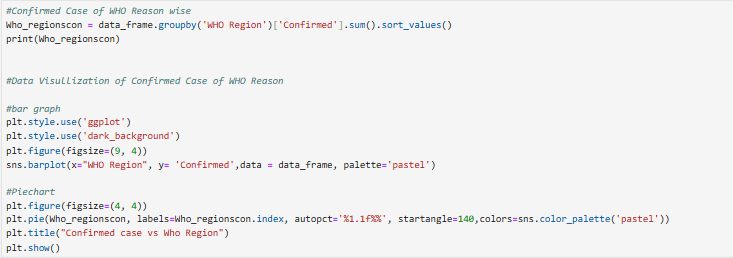 #Confirmed Case of WHO Reason wise
Who_regionscon = data_frame.groupby('WHO Region')['Confirmed'].sum().sort_values()
print(Who_regionscon)
#Data Visullization of Confirmed Case of WHO Reason
#bar graph
plt.style.use('ggplot')
plt.style.use('dark_background')
plt.figure(figsize=(9, 4))
sns.barplot(x="WHO Region", y= 'Confirmed',data = data_frame, palette='pastel')
#Piechart
plt.figure(figsize=(4, 4))
plt.pie(Who_regionscon, labels=Who_regionscon.index, autopct='%1.1f%%', startangle=140,colors=sns.color_palette('pastel'))
plt.title("Confirmed case vs Who Region")
plt.show()